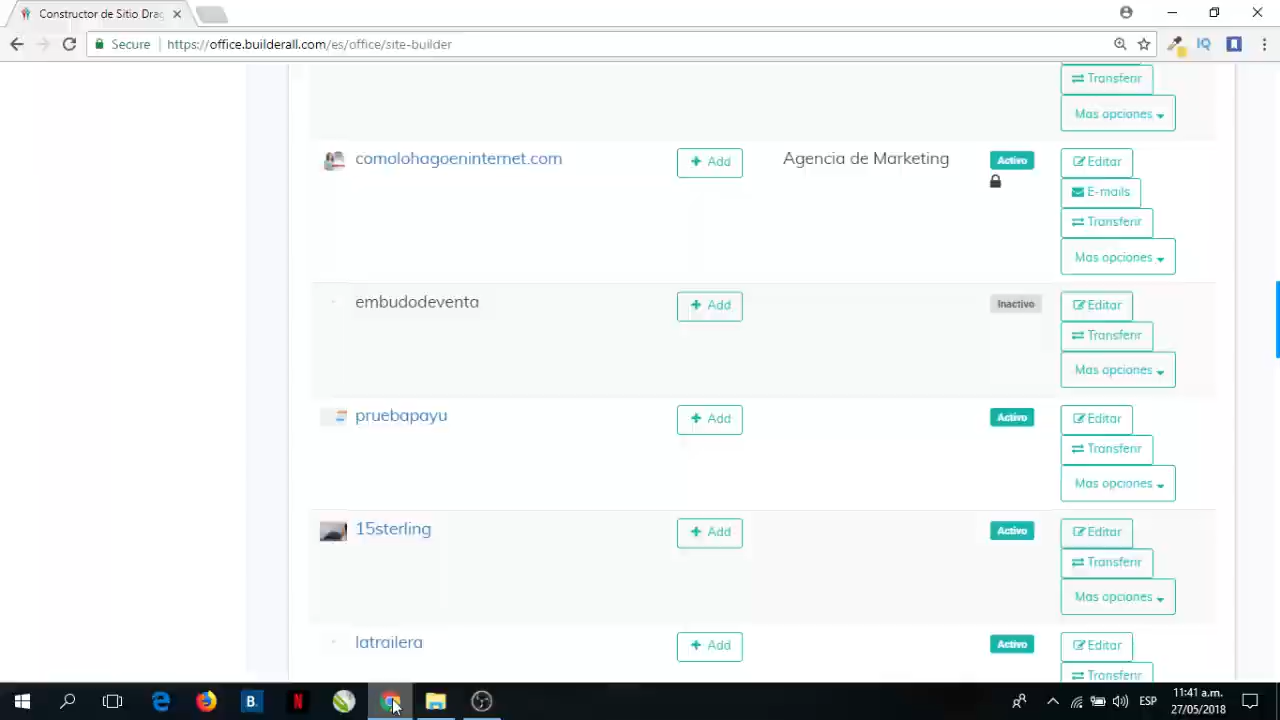 Constructor de Sitio Drag
Secure
https://office.builderall.com/es/office/site-builder
Transferir
Mas opciones
comolohagoeninternet.com
Add
Agencia de Marketing
Activo
Editar
E-mails
Transferir
Mas opciones
embudodeventa
Add
Inactivo
Editar
Transferir
Mas opciones
pruebapayu
Add
Activo
Editar
Transferir
Mas opciones
15sterling
Add
Activo
Editar
Transferir
Mas opciones
latrailera
Add
Activo
Editar
Transferir
B.
N
ESP
11:41 a.m.
27/05/2018